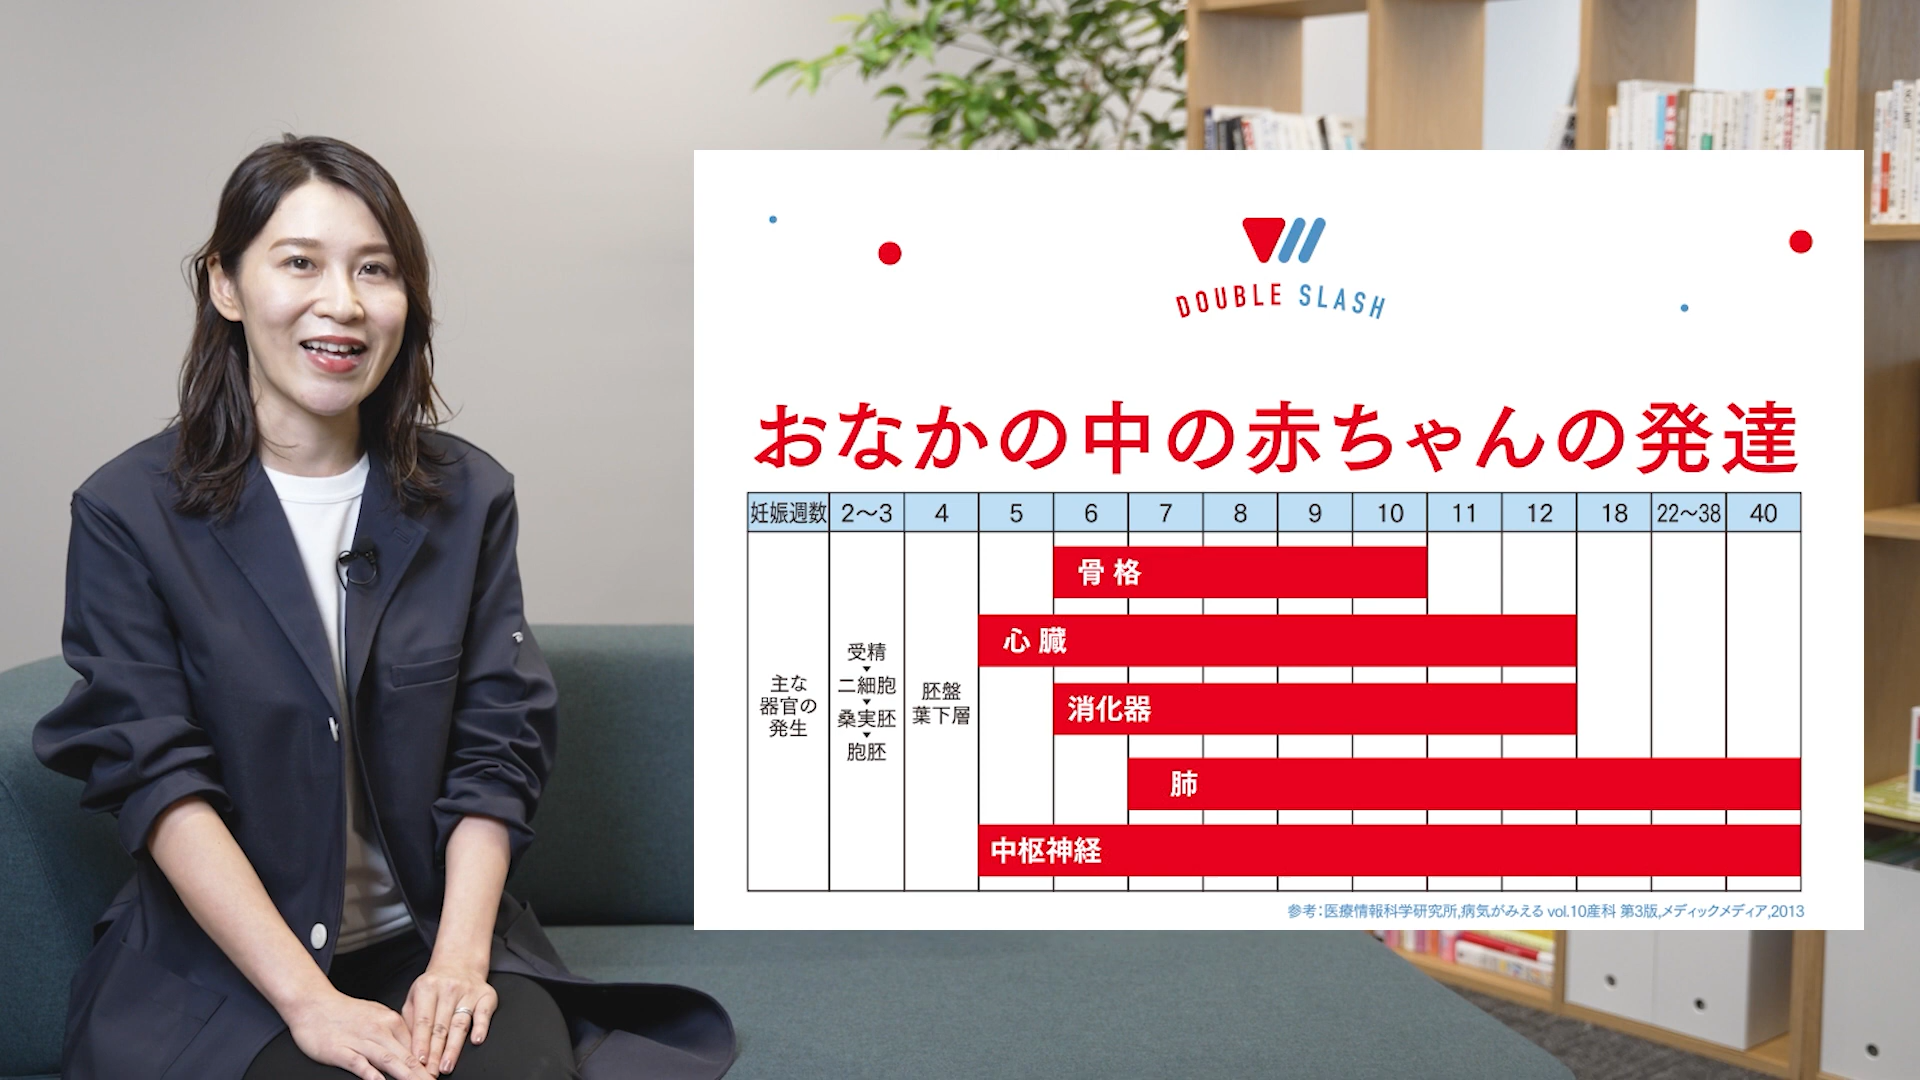 DOUBLE SLASH
おなかの中の赤ちゃんの発達
妊娠週数 2〜3 4 5 6 7 8 9 10 11 12 18 22〜38 40
主な
器官の
発生
受精
▼
二細胞
▼
桑実胚
▼
胞胚
胚盤
葉下層
骨格
心臓
消化器
肺
中枢神経
参考：医療情報科学研究所,病気がみえる vol.10産科 第3版,メディックメディア,2013